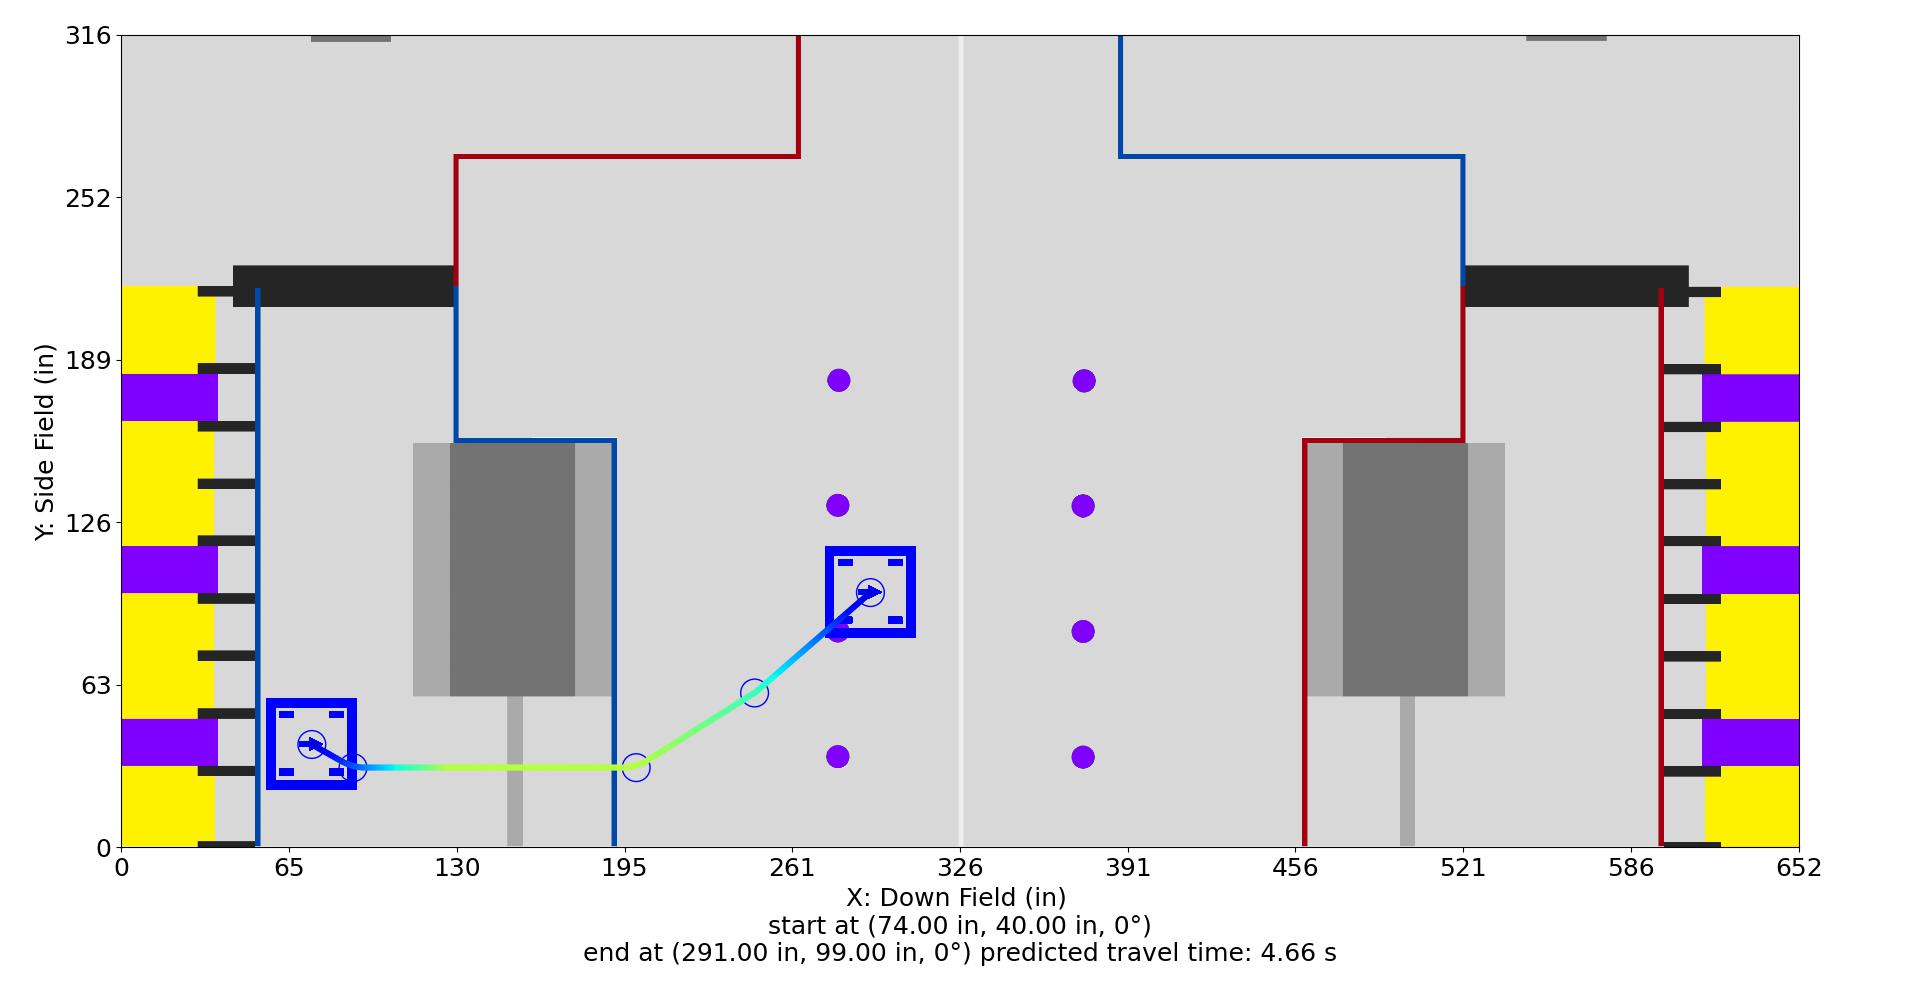 316
252
189
126
63
0
Y: Side Field (in)
0 65 130 195 261 326 391 456 521 586 652
X: Down Field (in)
start at (74.00 in, 40.00 in, 0°)
end at (291.00 in, 99.00 in, 0°) predicted travel time: 4.66 s